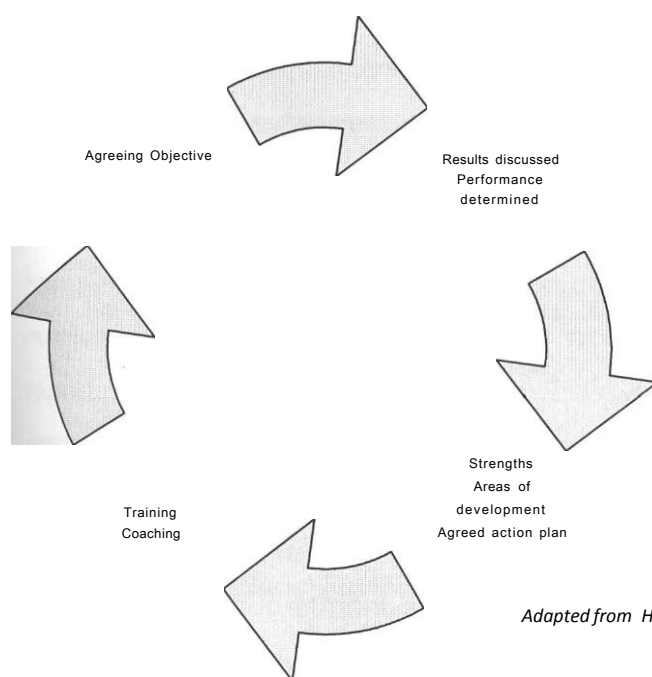 Agreeing Objective
Results discussed
Performance
determined
Strengths
Areas of
development
Agreed action plan
Training
Coaching
Adapted from H